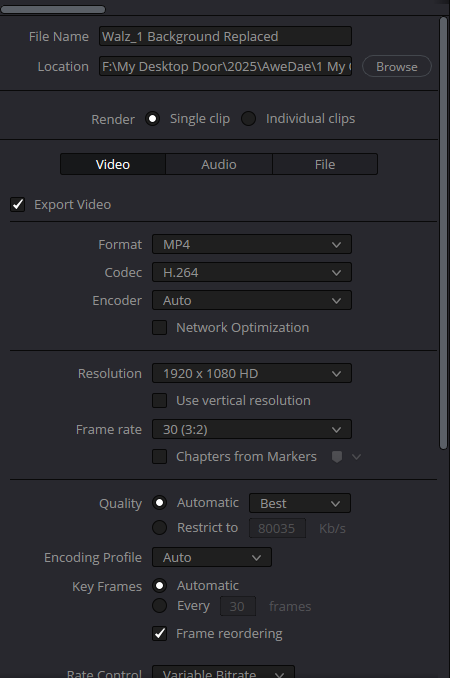 File Name Walz_1 Background Replaced
Location F:\My Desktop Door\2025\AweDae\1 My Browse
Render Single clip Individual clips
Video Audio File
Export Video
Format MP4
Codec H.264
Encoder Auto
Network Optimization
Resolution 1920 x 1080 HD
Use vertical resolution
Frame rate 30 (3:2)
Chapters from Markers
Quality Automatic Best
Restrict to 80035 Kb/s
Encoding Profile Auto
Key Frames Automatic
Every 30 frames
Frame reordering
Rate Control Variable Bitrate